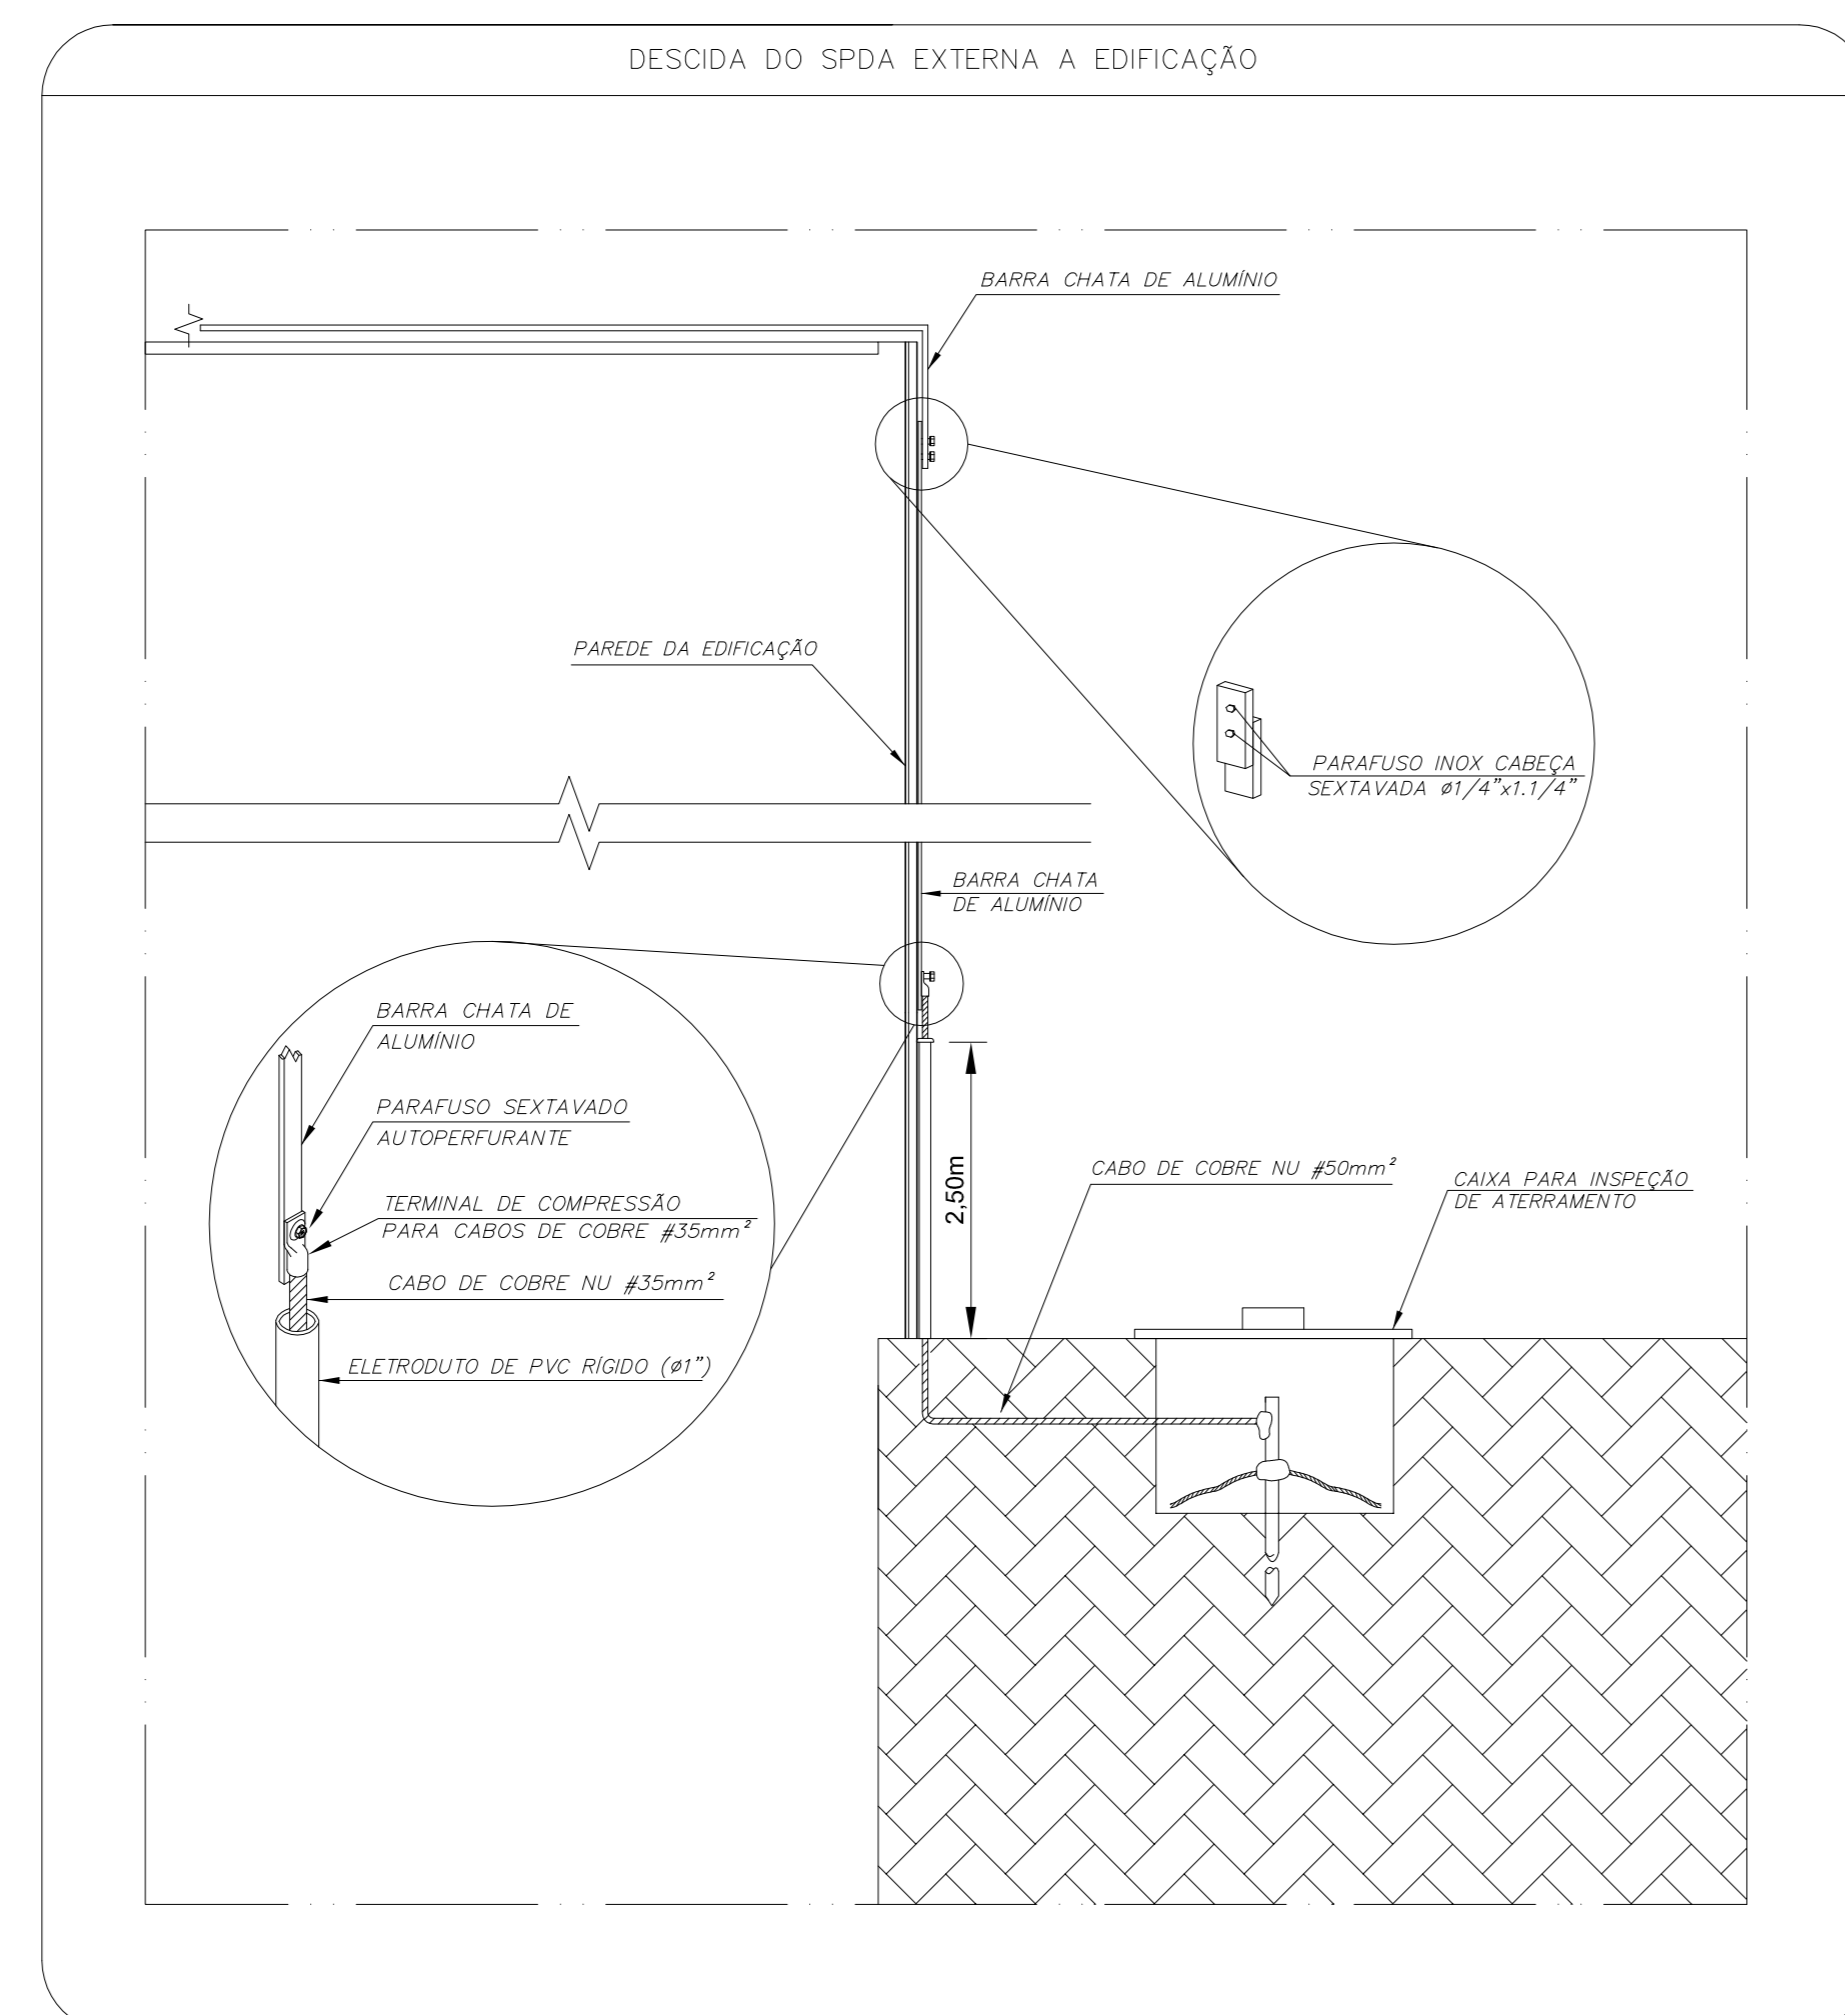 DESCIDA DO SPDA EXTERNA A EDIFICAÇÃO
BARRA CHATA DE ALUMÍNIO
PAREDE DA EDIFICAÇÃO
PARAFUSO INOX CABEÇA
SEXTAVADA ø1/4"x1.1/4"
BARRA CHATA
DE ALUMÍNIO
BARRA CHATA DE
ALUMÍNIO
PARAFUSO SEXTAVADO
AUTOPERFURANTE
TERMINAL DE COMPRESSÃO
PARA CABOS DE COBRE #35mm²
CABO DE COBRE NU #35mm²
ELETRODUTO DE PVC RÍGIDO (ø1")
2,50m
CABO DE COBRE NU #50mm²
CAIXA PARA INSPEÇÃO
DE ATERRAMENTO